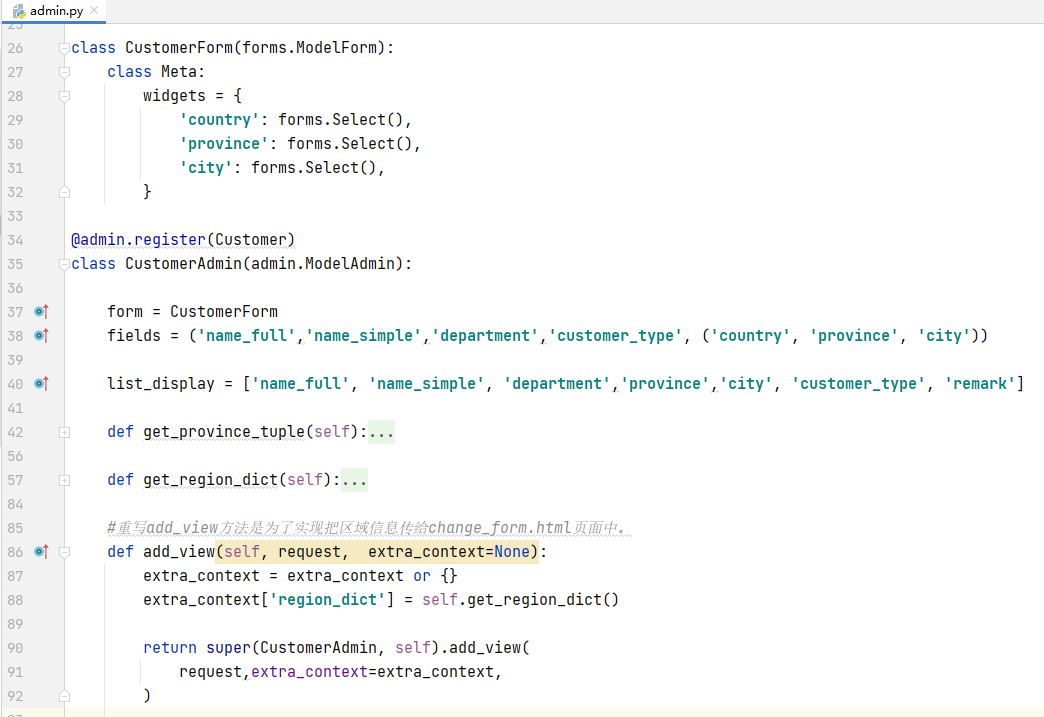 admin.py
25
26 class CustomerForm(forms.ModelForm):
27 class Meta:
28 widgets = {
29 'country': forms.Select(),
30 'province': forms.Select(),
31 'city': forms.Select(),
32 }
33
34 @admin.register(Customer)
35 class CustomerAdmin(admin.ModelAdmin):
36
37 form = CustomerForm
38 fields = ('name_full','name_simple','department','customer_type', ('country', 'province', 'city'))
39
40 list_display = ['name_full', 'name_simple', 'department','province','city', 'customer_type', 'remark']
41
42 def get_province_tuple(self):...
56
57 def get_region_dict(self):...
84
85 #重写add_view方法是为了实现把区域信息传给change_form.html页面中。
86 def add_view(self, request,  extra_context=None):
87 extra_context = extra_context or {}
88 extra_context['region_dict'] = self.get_region_dict()
89
90 return super(CustomerAdmin, self).add_view(
91 request,extra_context=extra_context,
92 )
93